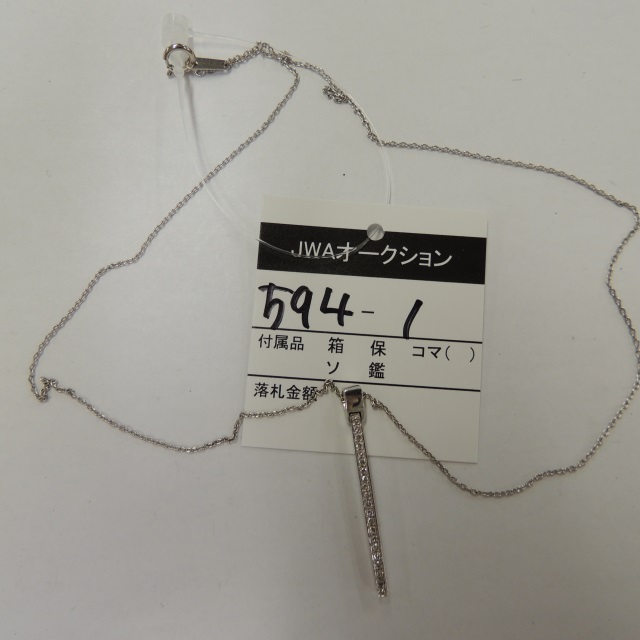 JWAオークション
594-1
付属品 箱 保 コマ( )
ソ 鑑
落札金額